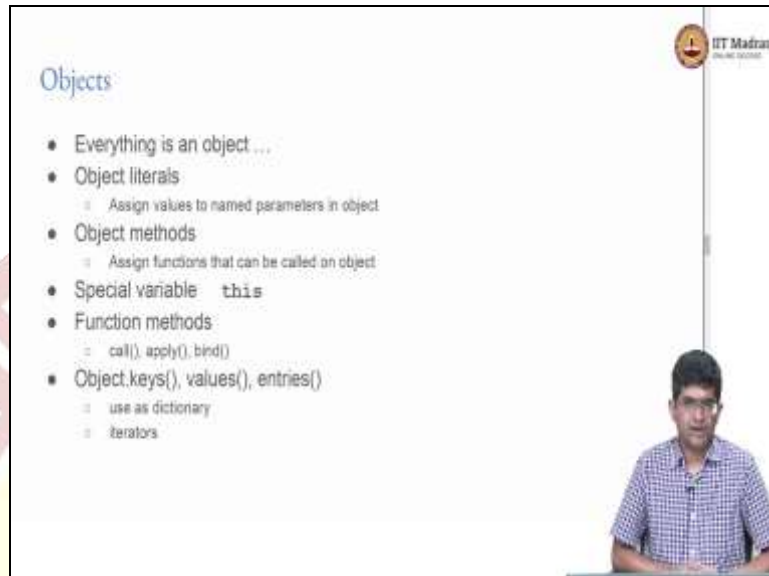 IIT Madras
ONLINE DEGREE
Objects
● Everything is an object …
● Object literals
○ Assign values to named parameters in object
● Object methods
○ Assign functions that can be called on object
● Special variable this
● Function methods
○ call(), apply(), bind()
● Object.keys(), values(), entries()
○ use as dictionary
○ iterators